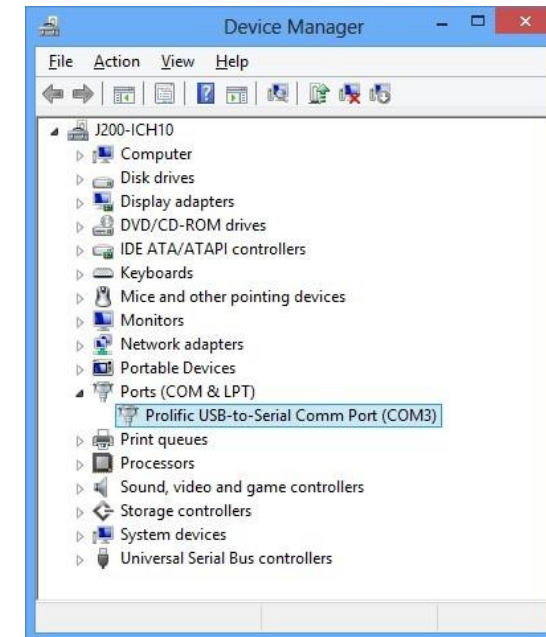 Device Manager
File Action View Help
J200-ICH10
Computer
Disk drives
Display adapters
DVD/CD-ROM drives
IDE ATA/ATAPI controllers
Keyboards
Mice and other pointing devices
Monitors
Network adapters
Portable Devices
Ports (COM & LPT)
Prolific USB-to-Serial Comm Port (COM3)
Print queues
Processors
Sound, video and game controllers
Storage controllers
System devices
Universal Serial Bus controllers